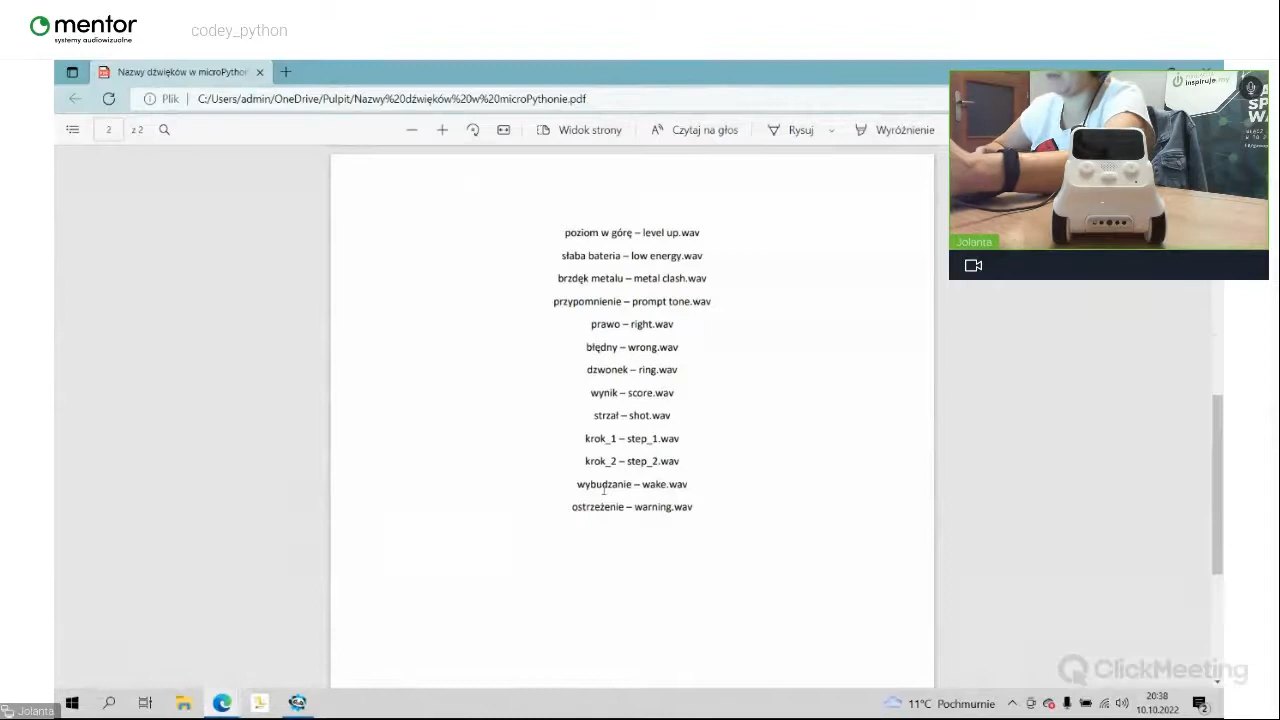 mentor
systemy audiowizualne
codey_python
Nazwy dźwięków w microPythor
Plik
C:/Users/admin/OneDrive/Pulpit/Nazwy%20dźwięków%20w%20microPythonie.pdf
2 z 2
Widok strony
Czytaj na głos
Rysuj
Wyróżnienie
inspiruje.my
Jolanta
poziom w górę – level up.wav
słaba bateria – low energy.wav
brzdęk metalu – metal clash.wav
przypomnienie – prompt tone.wav
prawo – right.wav
błędny – wrong.wav
dzwonek – ring.wav
wynik – score.wav
strzał – shot.wav
krok_1 – step_1.wav
krok_2 – step_2.wav
wybudzanie – wake.wav
ostrzeżenie – warning.wav
ClickMeeting
11°C Pochmurnie
20:38
10.10.2022
2
Jolanta